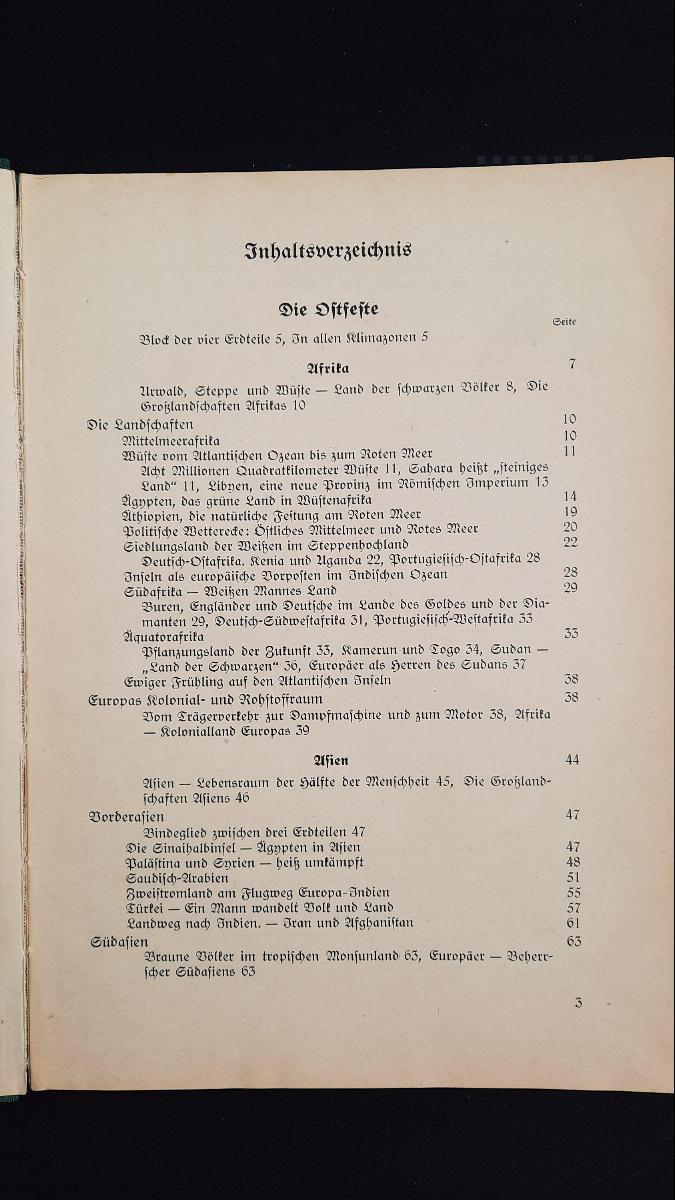 Inhaltsverzeichnis
Die Ostfeste
Seite
Block der vier Erdteile 5, In allen Klimazonen 5
Afrika 7
Urwald, Steppe und Wüste — Land der schwarzen Völker 8, Die
Großlandschaften Afrikas 10
Die Landschaften 10
Mittelmeerafrika 10
Wüste vom Atlantischen Ozean bis zum Roten Meer 11
Acht Millionen Quadratkilometer Wüste 11, Sahara heißt „steiniges
Land“ 11, Libyen, eine neue Provinz im Römischen Imperium 13
Ägypten, das grüne Land in Wüstenafrika 14
Äthiopien, die natürliche Festung am Roten Meer 19
Politische Wetterecke: Östliches Mittelmeer und Rotes Meer 20
Siedlungsland der Weißen im Steppenhochland 22
Deutsch-Ostafrika. Kenia und Uganda 22, Portugiesisch-Ostafrika 28
Inseln als europäische Vorposten im Indischen Ozean 28
Südafrika — Weißen Mannes Land 29
Buren, Engländer und Deutsche im Lande des Goldes und der Dia-
manten 29, Deutsch-Südwestafrika 31, Portugiesisch-Westafrika 33
Äquatorafrika 33
Pflanzungsland der Zukunft 33, Kamerun und Togo 34, Sudan —
„Land der Schwarzen“ 36, Europäer als Herren des Sudans 37
Ewiger Frühling auf den Atlantischen Inseln 38
Europas Kolonial- und Rohstoffraum 38
Vom Trägerverkehr zur Dampfmaschine und zum Motor 38, Afrika
— Kolonialland Europas 39
Asien 44
Asien — Lebensraum der Hälfte der Menschheit 45, Die Großland-
schaften Asiens 46
Vorderasien 47
Bindeglied zwischen drei Erdteilen 47
Die Sinaihalbinsel — Ägypten in Asien 47
Palästina und Syrien — heiß umkämpft 48
Saudisch-Arabien 51
Zweistromland am Flugweg Europa-Indien 55
Türkei — Ein Mann wandelt Volk und Land 57
Landweg nach Indien. — Iran und Afghanistan 61
Südasien 63
Braune Völker im tropischen Monsunland 63, Europäer — Beherr-
scher Südasiens 63
3